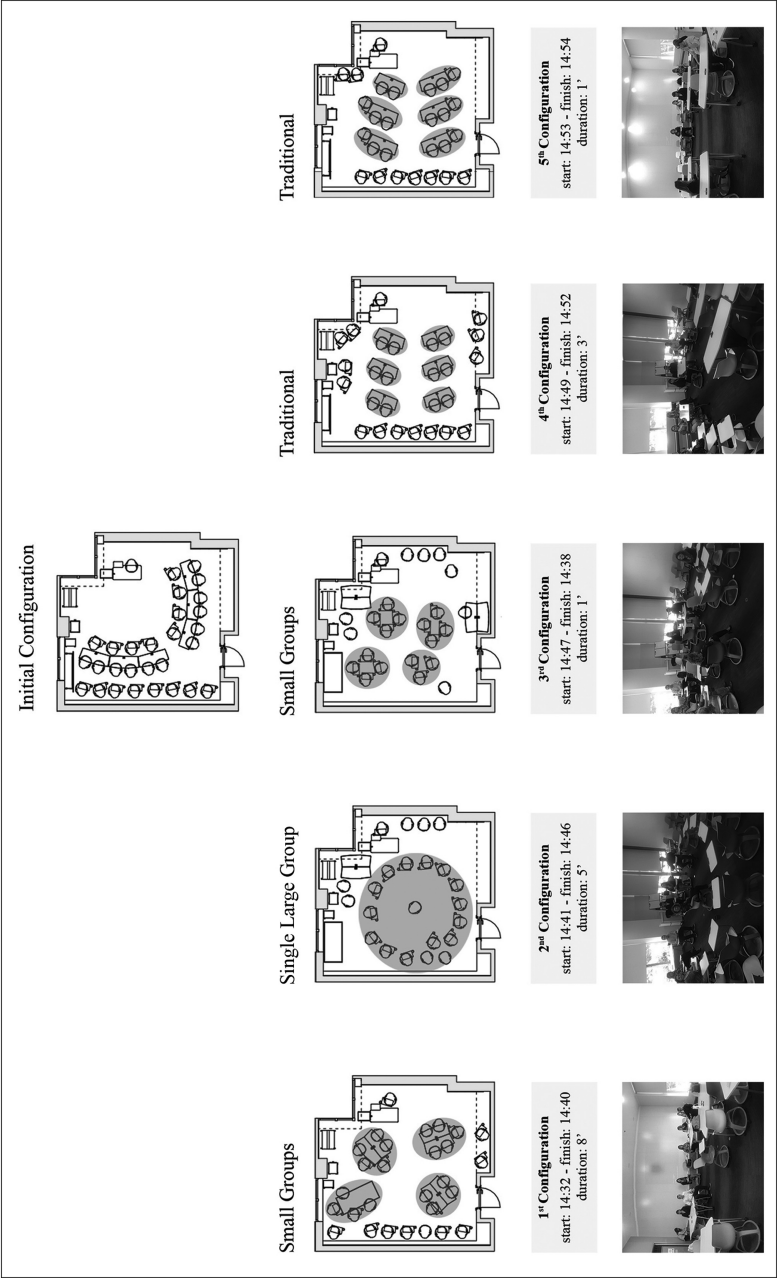 Initial Configuration
Small Groups
Single Large Group
Small Groups
Traditional
Traditional
1st Configuration
start: 14:32 - finish: 14:40
duration: 8’
2nd Configuration
start: 14:41 - finish: 14:46
duration: 5’
3rd Configuration
start: 14:47 - finish: 14:38
duration: 1’
4th Configuration
start: 14:49 - finish: 14:52
duration: 3’
5th Configuration
start: 14:53 - finish: 14:54
duration: 1’